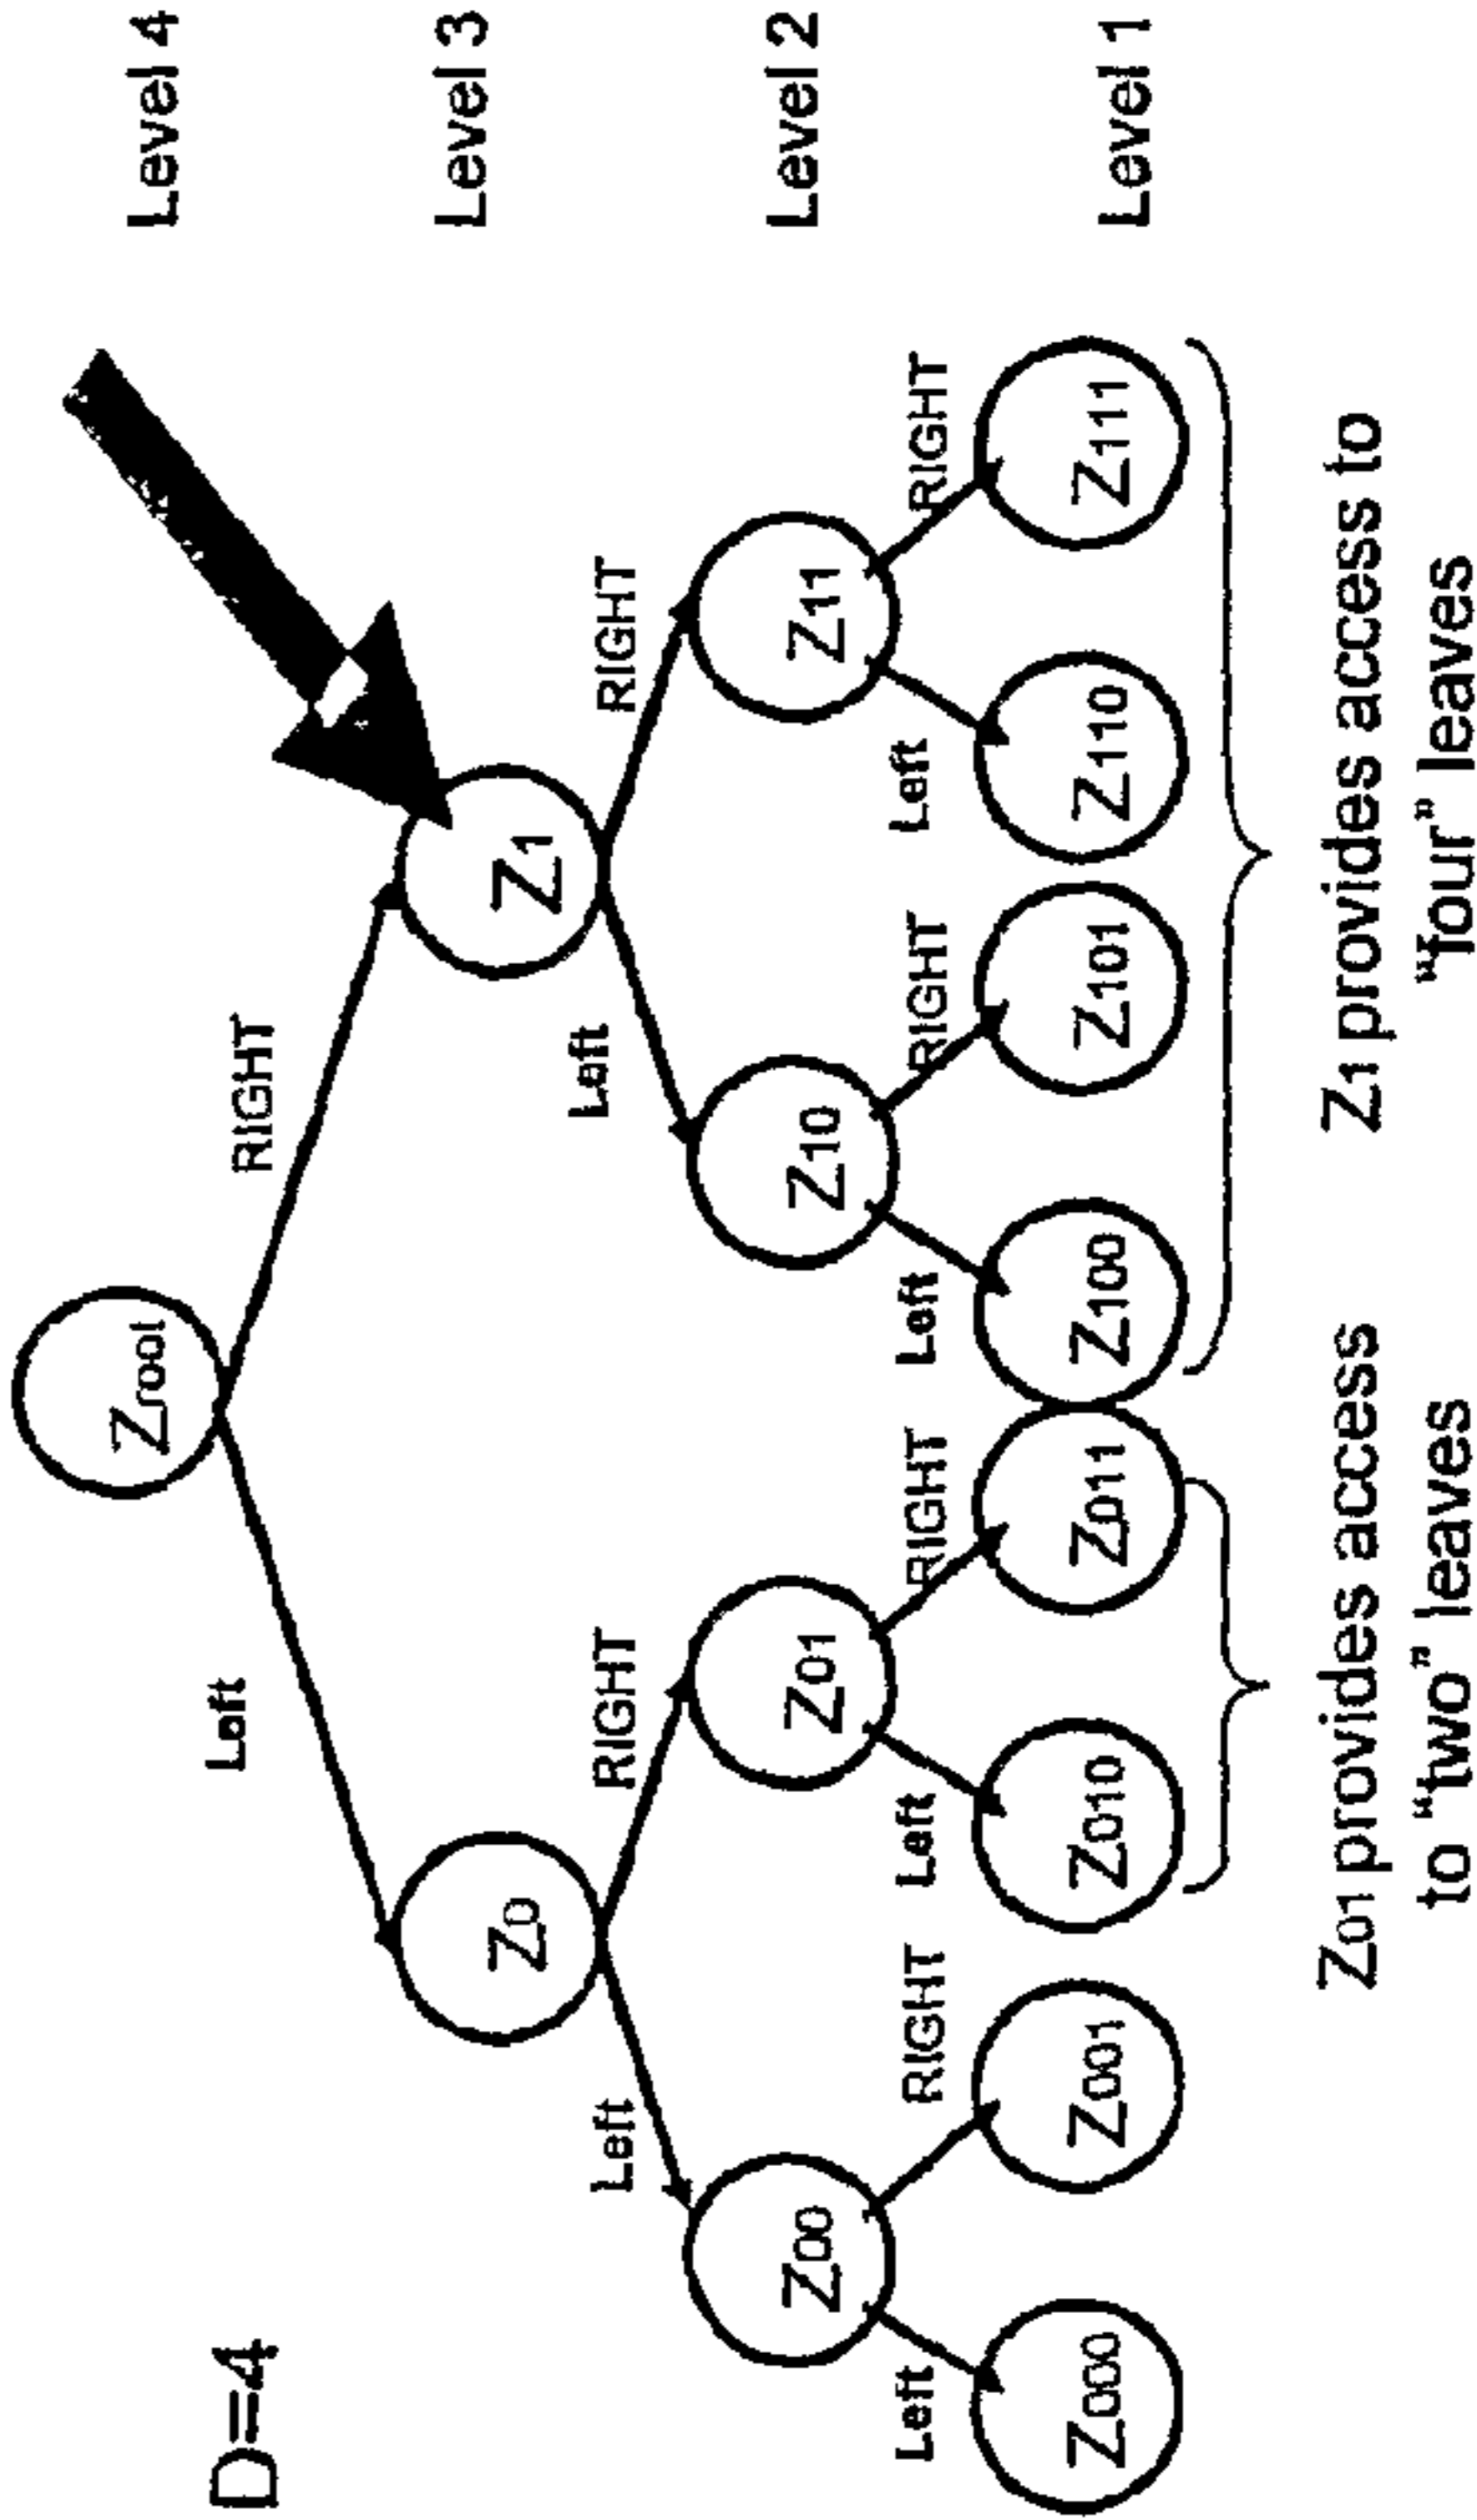 Zroot
Level 4
D=4
Left
RIGHT
Z0
Z1
Level 3
Left
RIGHT
Left
RIGHT
Z00
Z01
Z10
Z11
Level 2
Left
RIGHT
Left
RIGHT
Left
RIGHT
Left
RIGHT
Z000
Z001
Z010
Z011
Z100
Z101
Z110
Z111
Level 1
Z01 provides access
to "two" leaves
Z1 provides access to
"four" leaves